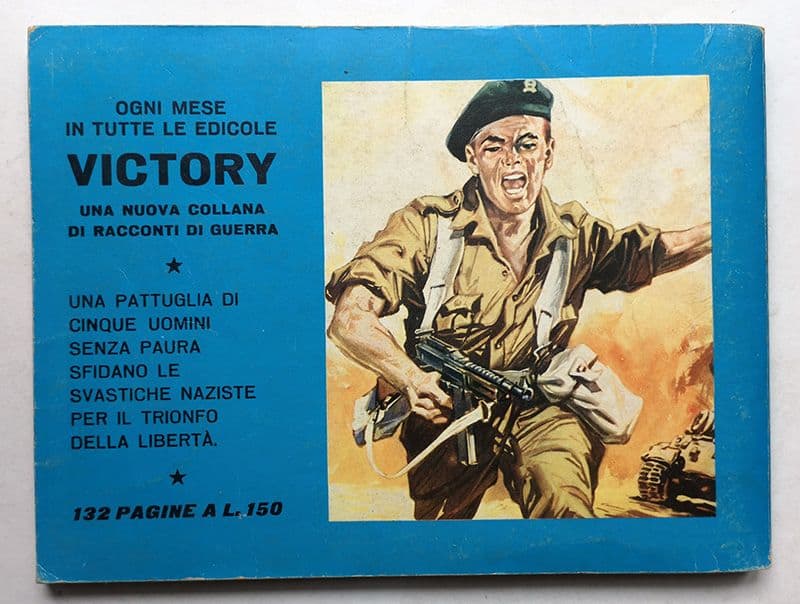 OGNI MESE
IN TUTTE LE EDICOLE
VICTORY
UNA NUOVA COLLANA
DI RACCONTI DI GUERRA
UNA PATTUGLIA DI
CINQUE UOMINI
SENZA PAURA
SFIDANO LE
SVASTICHE NAZISTE
PER IL TRIONFO
DELLA LIBERTÀ.
132 PAGINE A L. 150